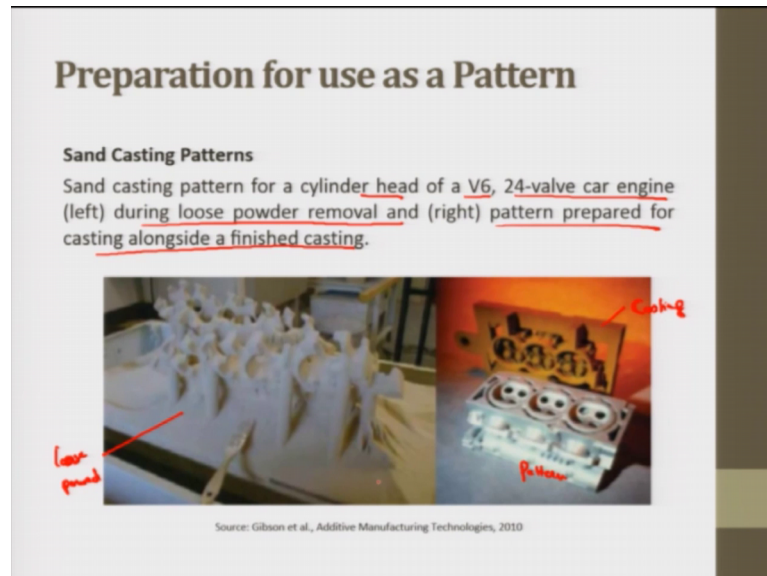 Preparation for use as a Pattern
Sand Casting Patterns
Sand casting pattern for a cylinder head of a V6, 24-valve car engine
(left) during loose powder removal and (right) pattern prepared for
casting alongside a finished casting.
Casting
loose
Pattern
Source: Gibson et al., Additive Manufacturing Technologies, 2010